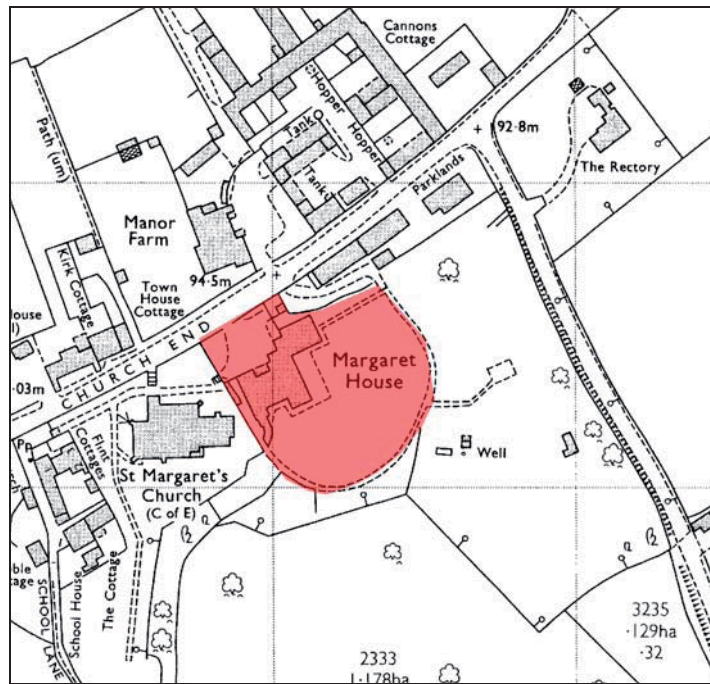 Cannons
Cottage
Hopper
Hopper
Tank
Tanks
Path (um)
92·8m
The Rectory
Parklands
Manor
Farm
94·5m
Town
House
Cottage
Kirk Cottage
CHURCH END
Margaret
House
·03m
Flint
Cottages
St Margaret's
Church
(C of E)
Well
The Cottage
School House
SCHOOL LANE
3235
·129ha
·32
2333
1·178ha